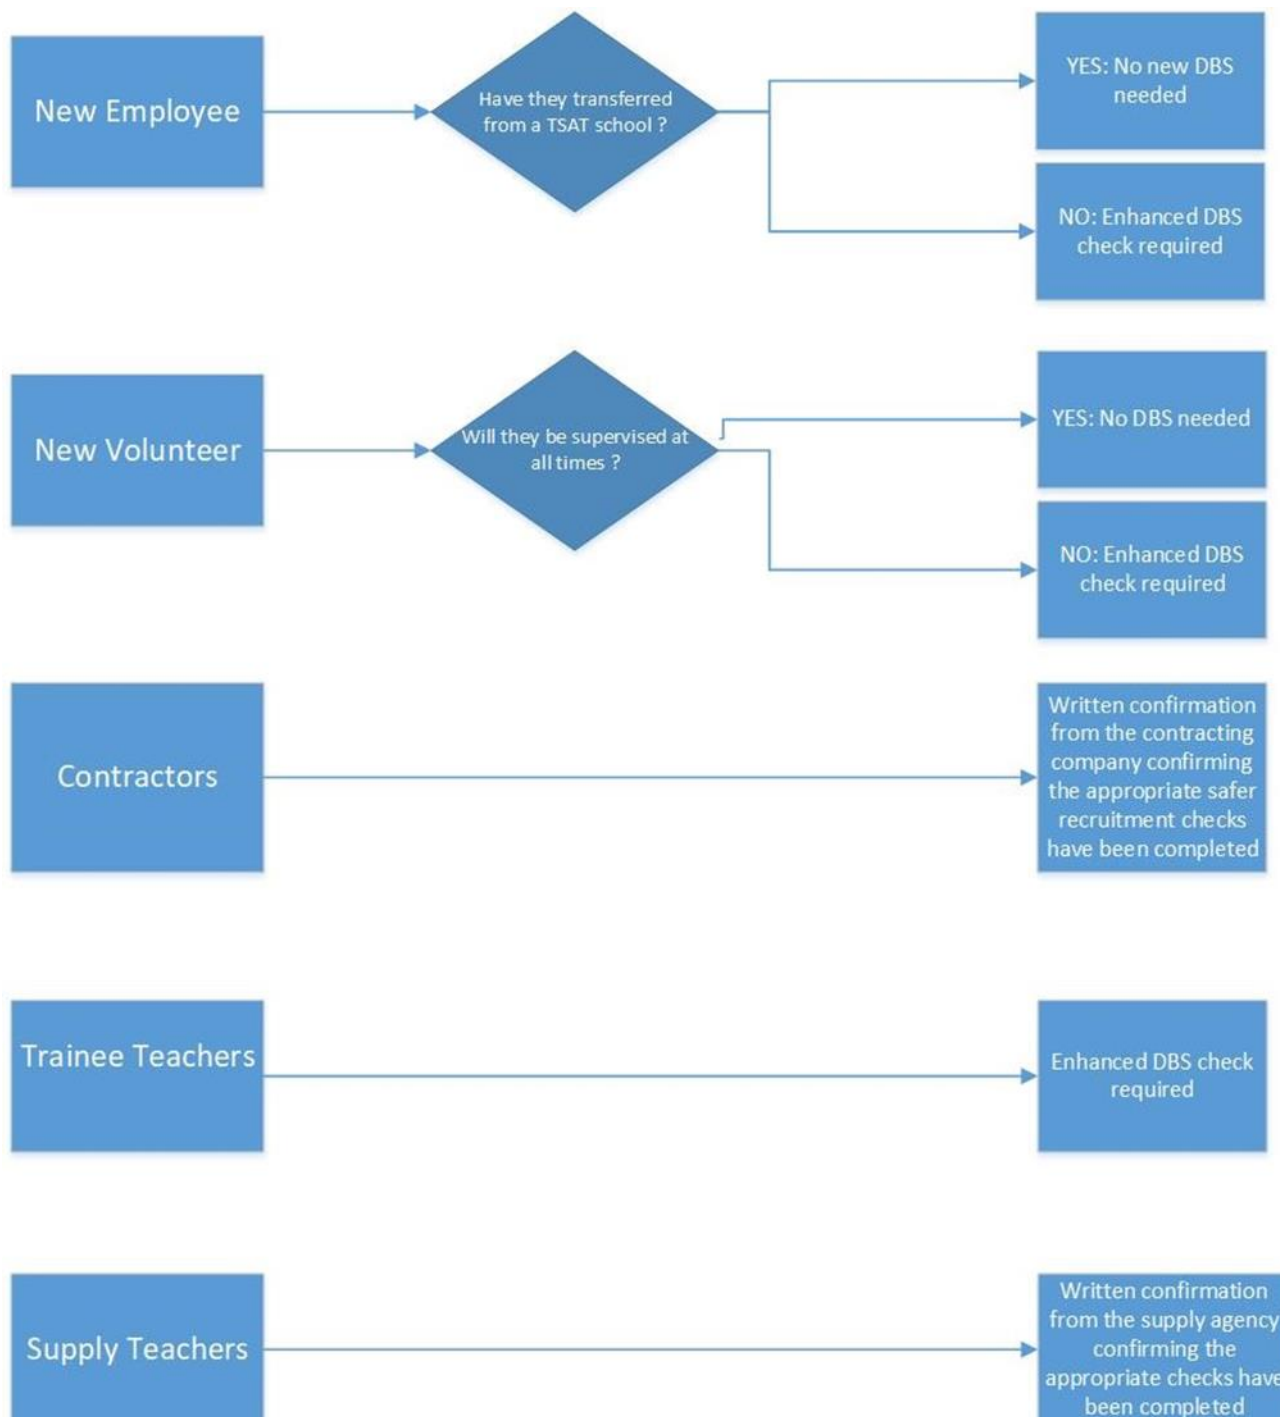 New Employee
Have they transferred
from a TSAT school ?
YES: No new DBS
needed
NO: Enhanced DBS
check required
New Volunteer
Will they be supervised at
all times ?
YES: No DBS needed
NO: Enhanced DBS
check required
Contractors
Written confirmation
from the contracting
company confirming
the appropriate safer
recruitment checks
have been completed
Trainee Teachers
Enhanced DBS check
required
Supply Teachers
Written confirmation
from the supply agency
confirming the
appropriate checks have
been completed